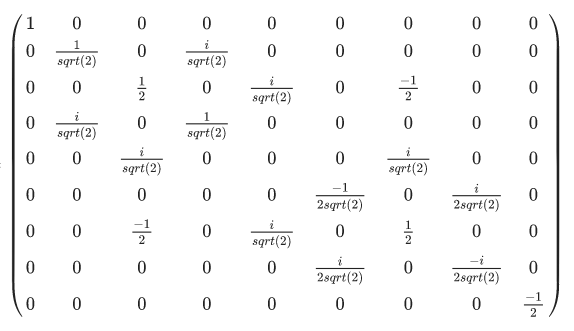 1 0 0 0 0 0 0 0 0
0 1/sqrt(2) 0 i/sqrt(2) 0 0 0 0 0
0 0 1/2 0 i/sqrt(2) 0 -1/2 0 0
0 i/sqrt(2) 0 1/sqrt(2) 0 0 0 0 0
0 0 i/sqrt(2) 0 0 0 i/sqrt(2) 0 0
0 0 0 0 0 -1/2sqrt(2) 0 i/2sqrt(2) 0
0 0 -1/2 0 i/sqrt(2) 0 1/2 0 0
0 0 0 0 0 i/2sqrt(2) 0 -i/2sqrt(2) 0
0 0 0 0 0 0 0 0 -1/2